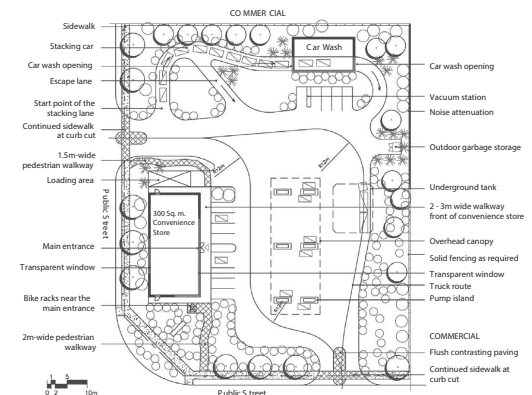 COMMERCIAL
Sidewalk
Stacking car
Car wash opening
Escape lane
Start point of the
stacking lane
Continued sidewalk
at curb cut
1.5m-wide
pedestrian walkway
Loading area
Public Street
Main entrance
Transparent window
Bike racks near the
main entrance
2m-wide pedestrian
walkway
Car Wash
300 Sq. m.
Convenience
Store
R12m
R13m
R12m
Car wash opening
Vacuum station
Noise attenuation
Outdoor garbage storage
Underground tank
2 - 3m wide walkway
front of convenience store
Overhead canopy
Solid fencing as required
Transparent window
Truck route
Pump island
COMMERCIAL
Flush contrasting paving
Continued sidewalk at
curb cut
1 5
0 2 10m
Public Street